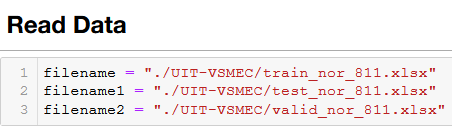 Read Data
1 filename = "./UIT-VSMEC/train_nor_811.xlsx"
2 filename1 = "./UIT-VSMEC/test_nor_811.xlsx"
3 filename2 = "./UIT-VSMEC/valid_nor_811.xlsx"